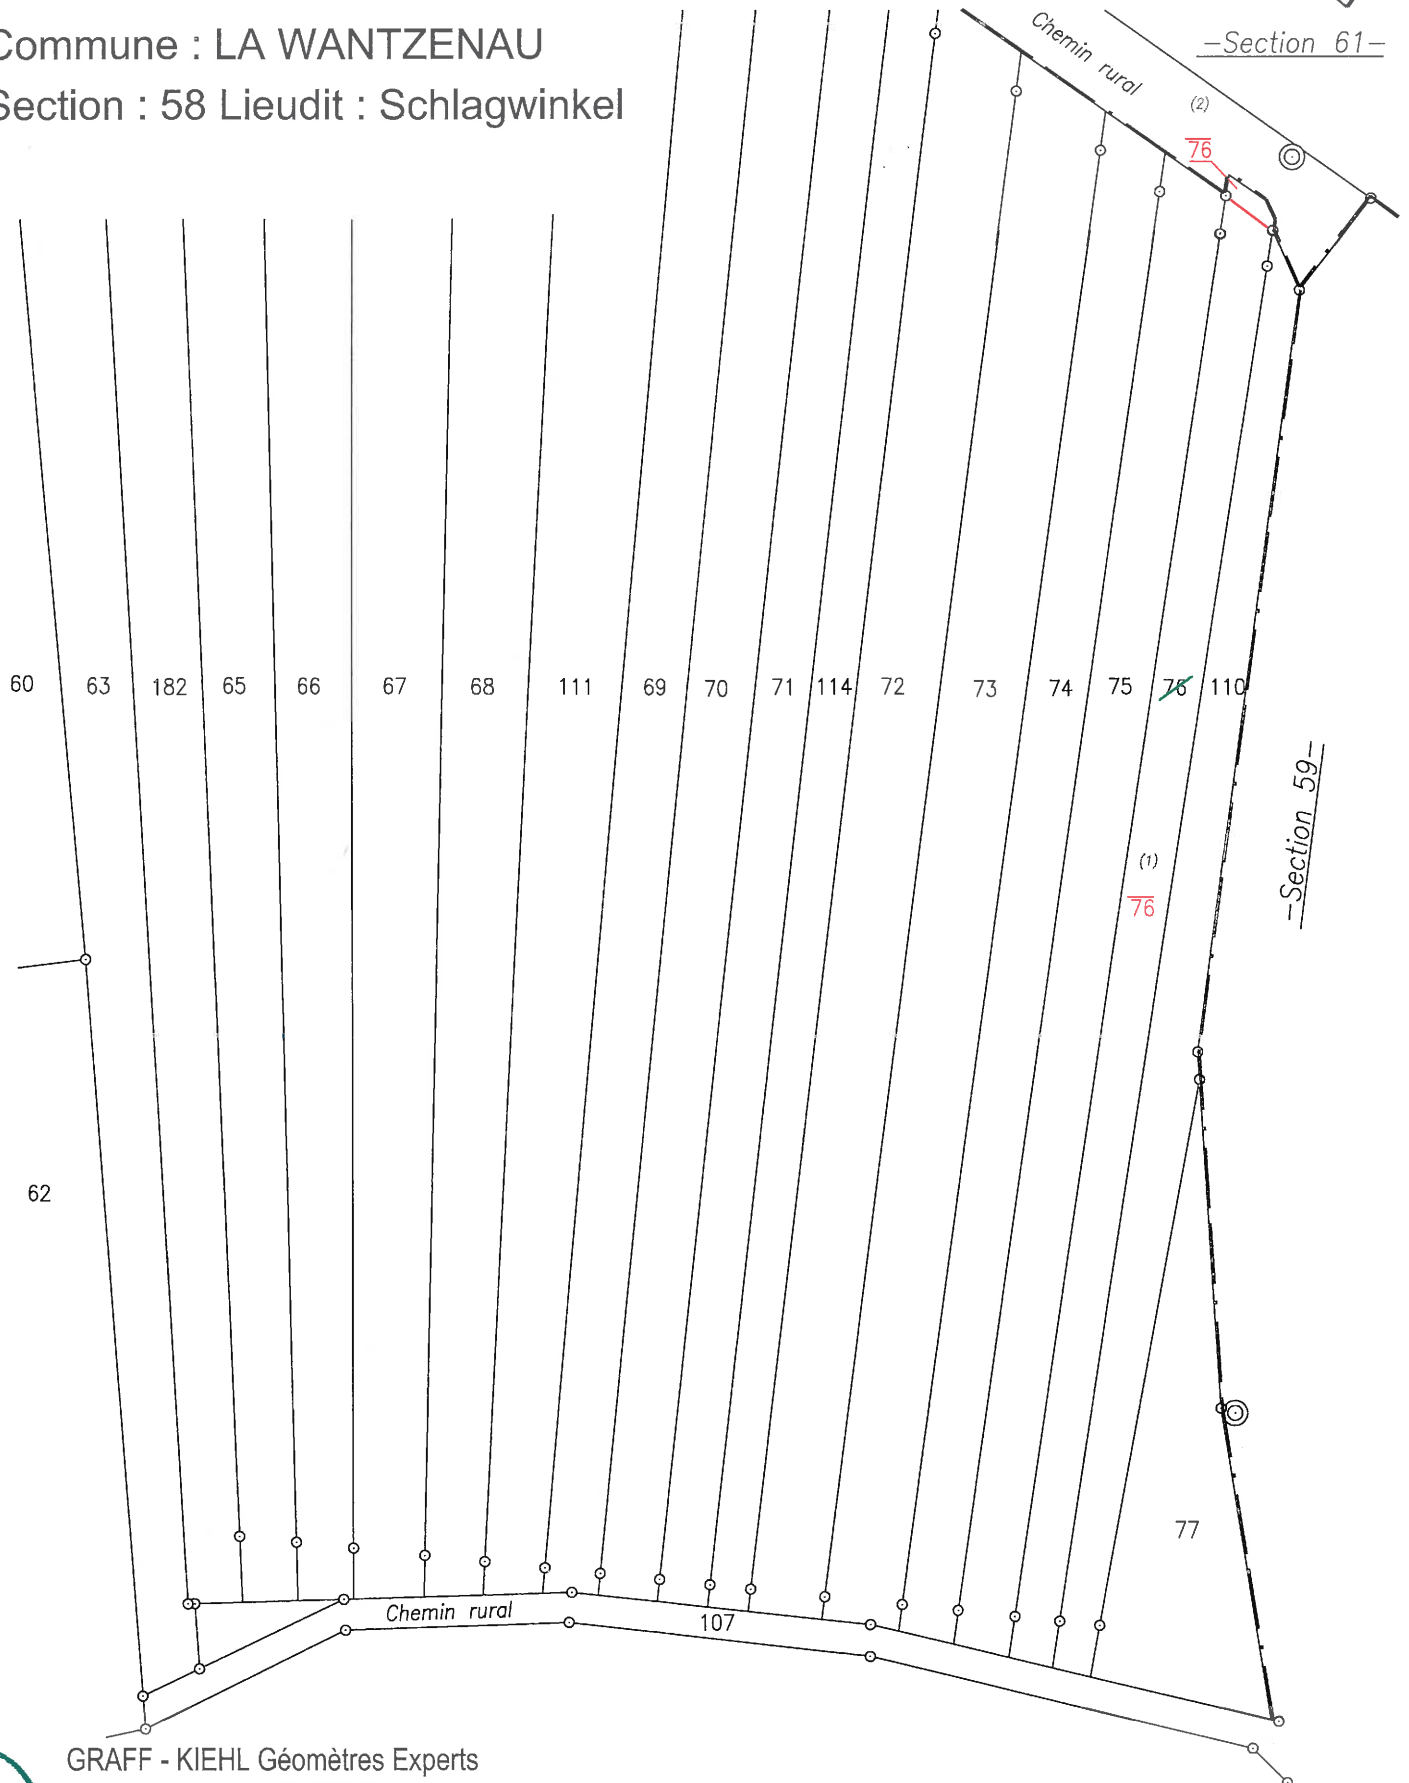 Commune : LA WANTZENAU
Section : 58 Lieudit : Schlagwinkel
Chemin rural
-Section 61-
(2)
76
60 63 182 65 66 67 68 111 69 70 71 114 72 73 74 75 76 110
-Section 59-
(1)
76
62
77
Chemin rural
107
GRAFF - KIEHL Géomètres Experts